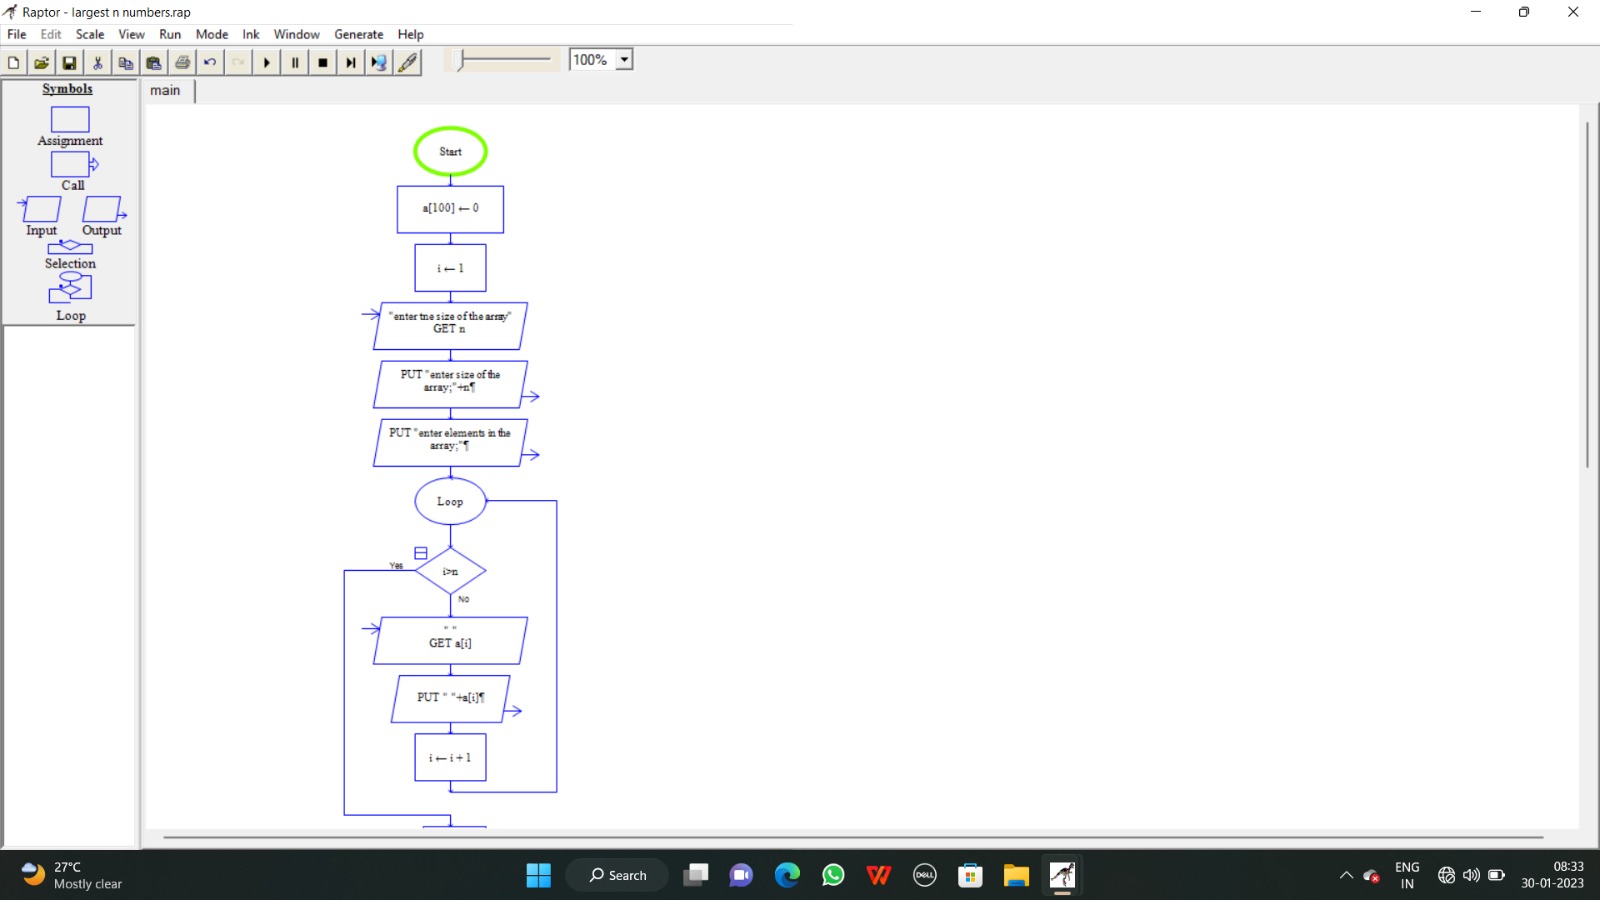 Raptor - largest n numbers.rap
File Edit Scale View Run Mode Ink Window Generate Help
100%
Symbols
Assignment
Call
Input Output
Selection
Loop
main
Start
a[100] ← 0
i ← 1
"enter tne size of the array"
GET n
PUT "enter size of the
array;"+n¶
PUT "enter elements in the
array;"¶
Loop
Yes
i>n
No
" "
GET a[i]
PUT " "+a[i]¶
i ← i + 1
27°C
Mostly clear
Search
DELL
ENG
IN
08:33
30-01-2023